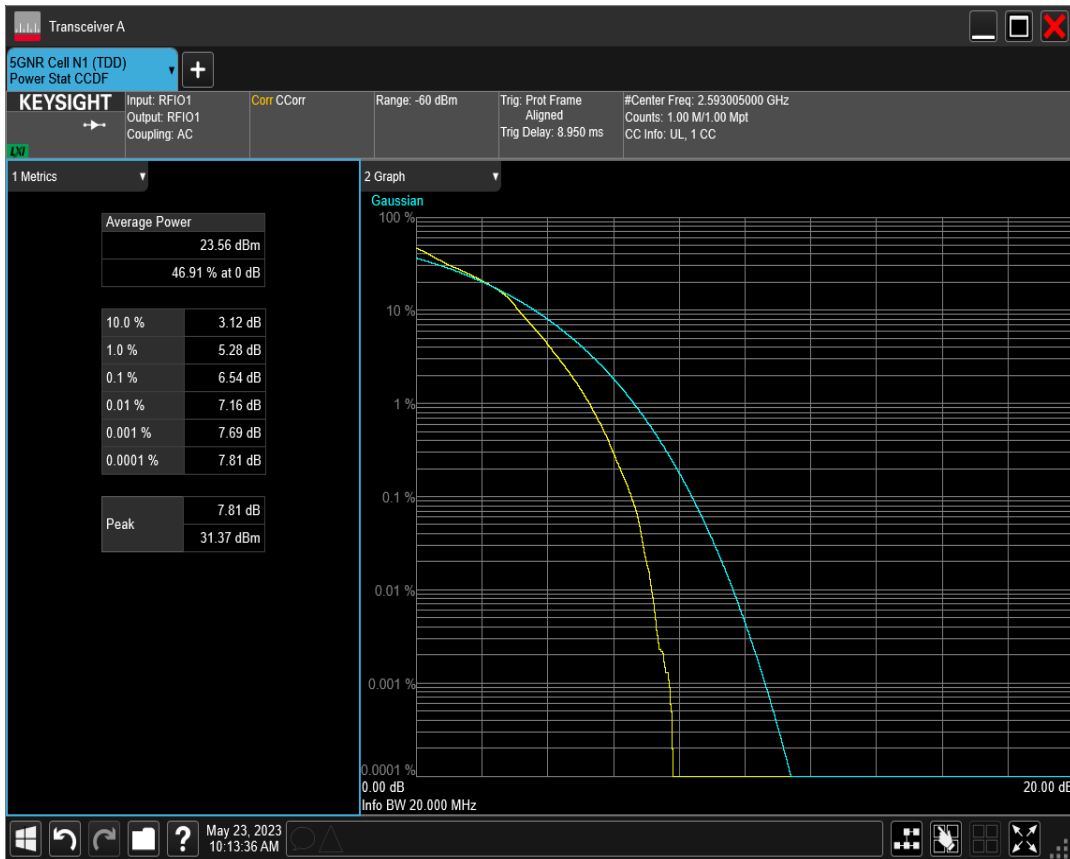 Transceiver A
5GNR Cell N1 (TDD)
Power Stat CCDF
KEYSIGHT
LXI
Input: RFIO1
Output: RFIO1
Coupling: AC
Corr CCorr
Range: -60 dBm
Trig: Prot Frame
Aligned
Trig Delay: 8.950 ms
#Center Freq: 2.593005000 GHz
Counts: 1.00 M/1.00 Mpt
CC Info: UL, 1 CC
1 Metrics
Average Power
23.56 dBm
46.91 % at 0 dB
10.0 % 3.12 dB
1.0 % 5.28 dB
0.1 % 6.54 dB
0.01 % 7.16 dB
0.001 % 7.69 dB
0.0001 % 7.81 dB
Peak
7.81 dB
31.37 dBm
2 Graph
Gaussian
100 %
10 %
1 %
0.1 %
0.01 %
0.001 %
0.0001 %
0.00 dB 20.00 dB
Info BW 20.000 MHz
May 23, 2023
10:13:36 AM